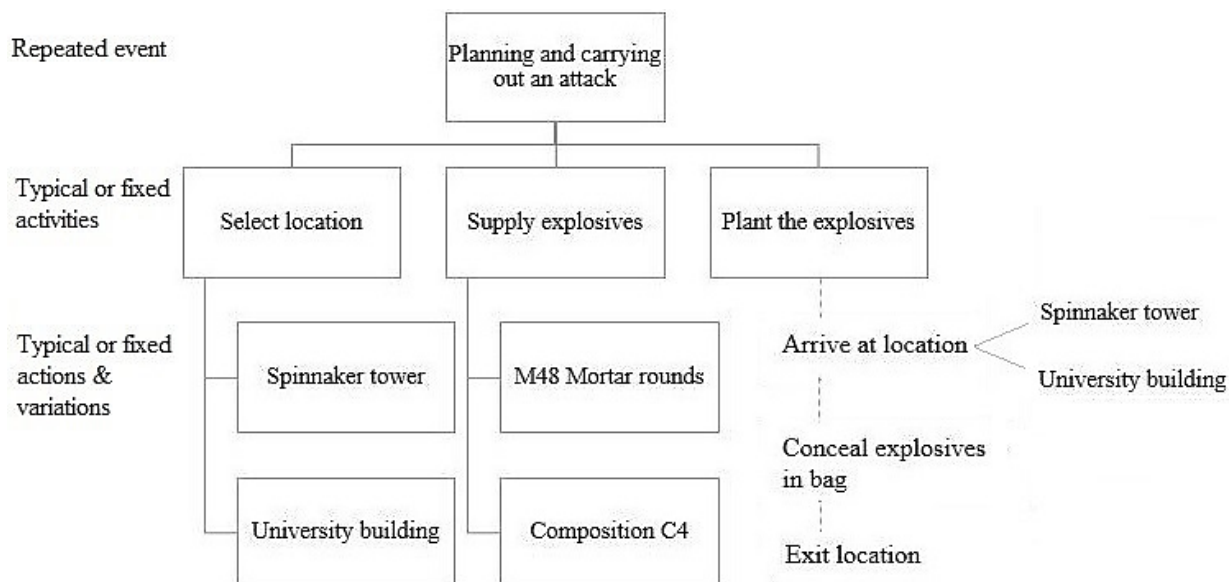 Repeated event
Planning and carrying
out an attack
Typical or fixed
activities
Select location
Supply explosives
Plant the explosives
Typical or fixed
actions &
variations
Spinnaker tower
M48 Mortar rounds
Arrive at location
Spinnaker tower
University building
University building
Composition C4
Conceal explosives
in bag
Exit location